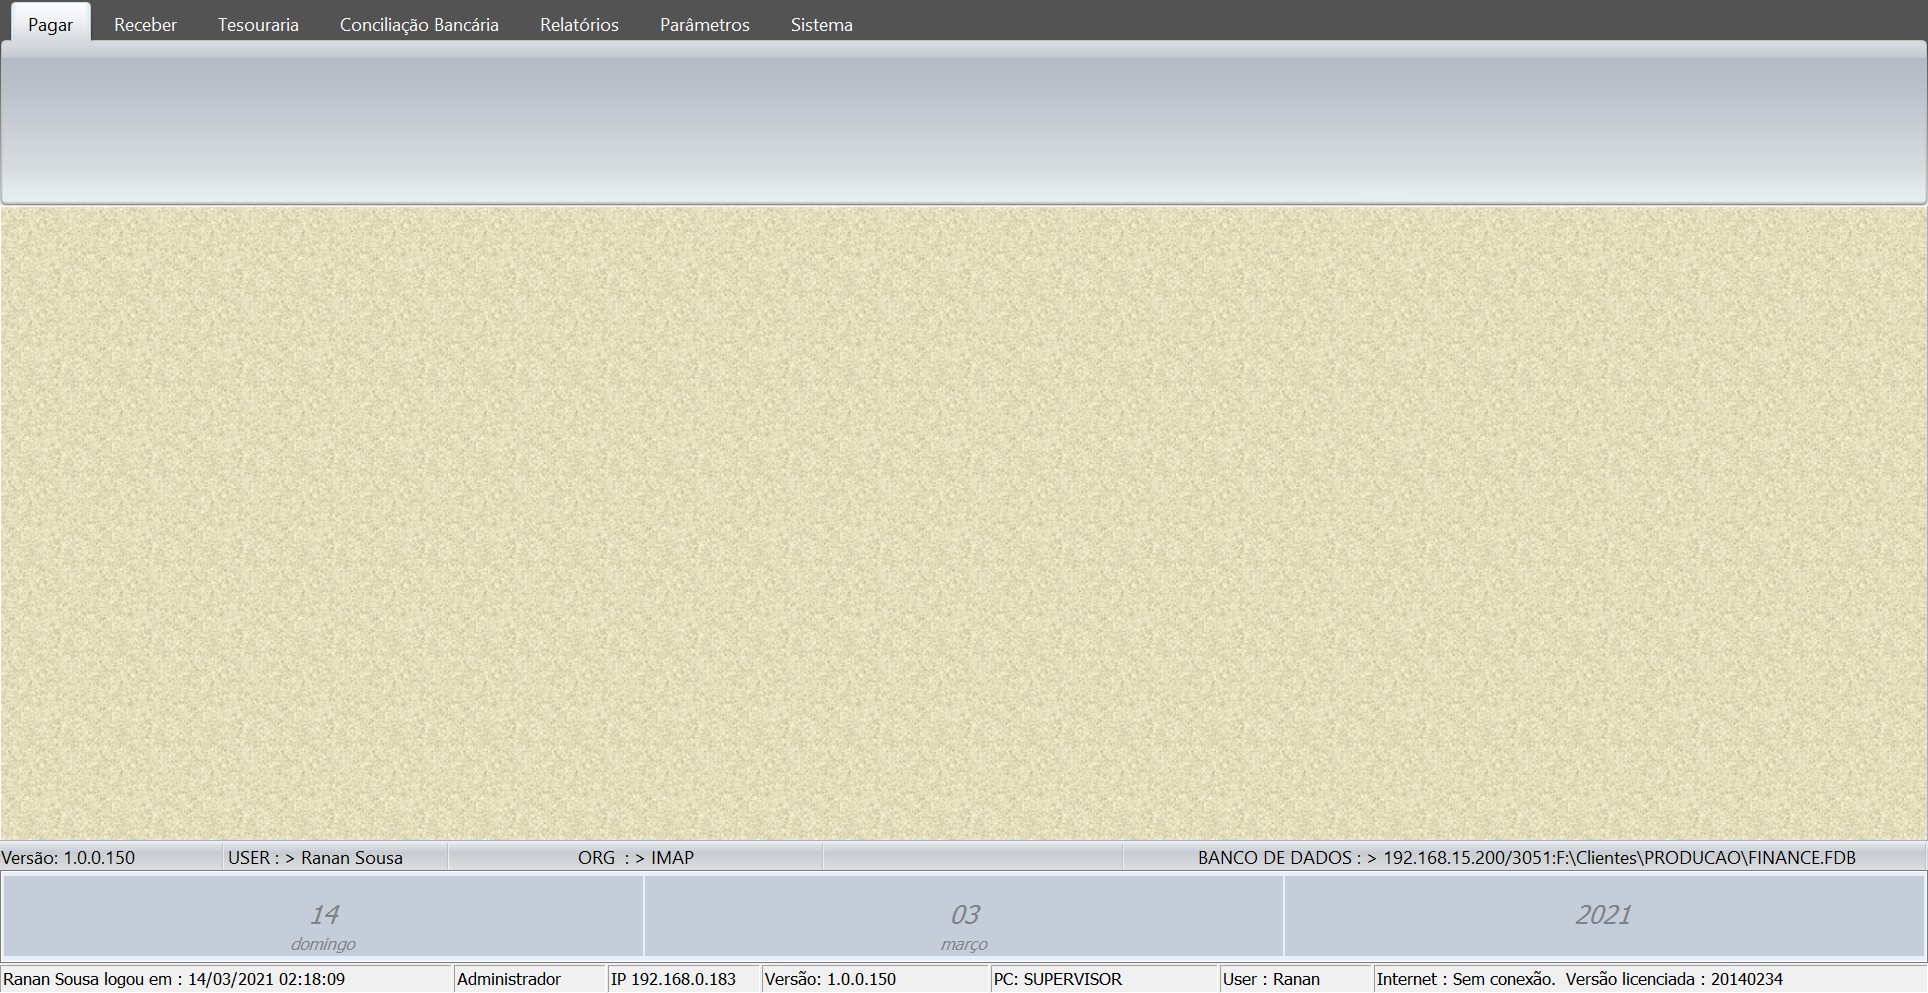 Pagar Receber Tesouraria Conciliação Bancária Relatórios Parâmetros Sistema
Versão: 1.0.0.150 USER : > Ranan Sousa ORG : > IMAP BANCO DE DADOS : > 192.168.15.200/3051:F:\Clientes\PRODUCAO\FINANCE.FDB
14 03 2021
domingo março
Ranan Sousa logou em : 14/03/2021 02:18:09 Administrador IP 192.168.0.183 Versão: 1.0.0.150 PC: SUPERVISOR User : Ranan Internet : Sem conexão. Versão licenciada : 20140234